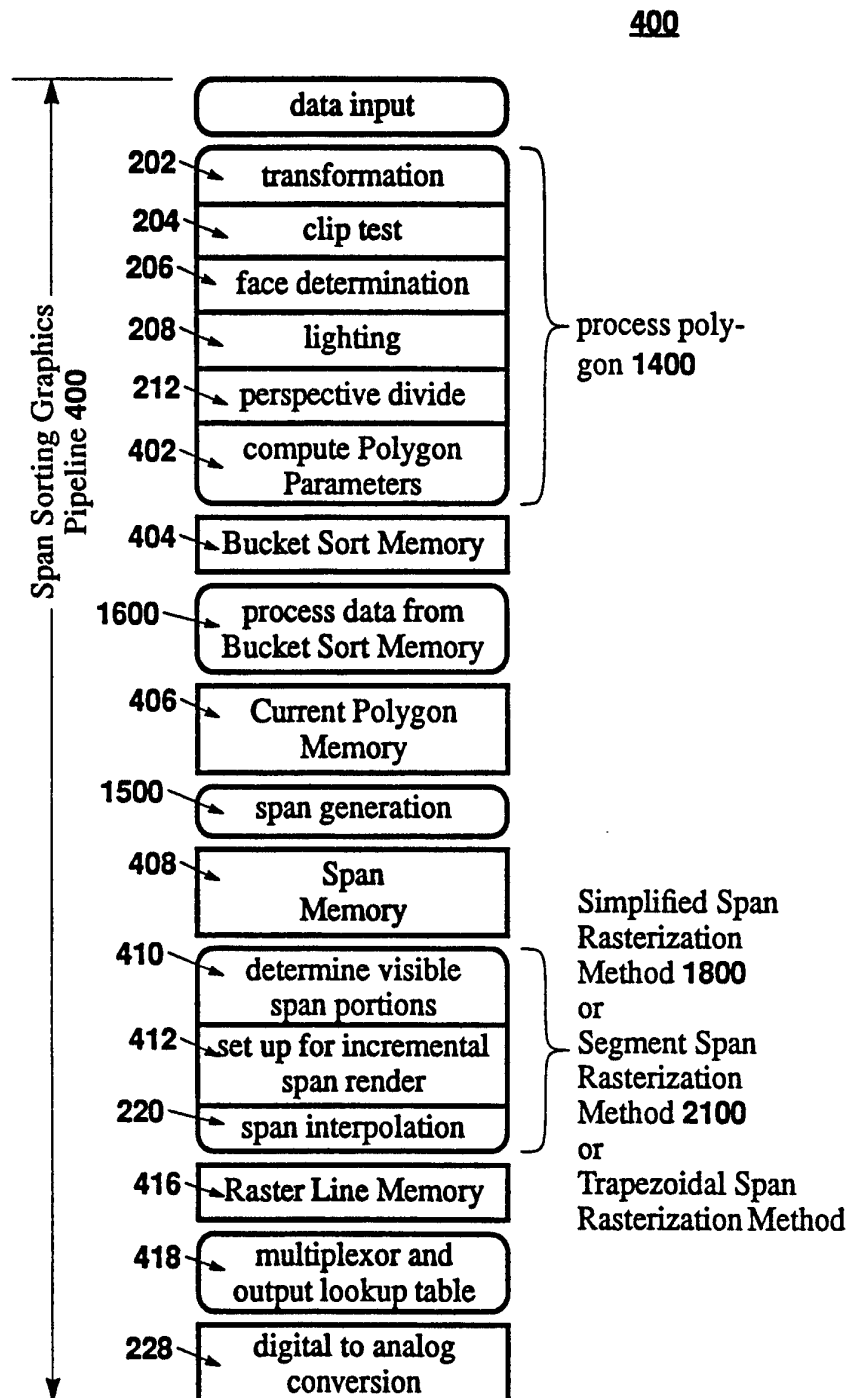 400
data input
202
transformation
204
clip test
206
face determination
208
lighting
212
perspective divide
402
compute Polygon
Parameters
process poly-
gon 1400
404
Bucket Sort Memory
1600
process data from
Bucket Sort Memory
406
Current Polygon
Memory
1500
span generation
408
Span
Memory
410
determine visible
span portions
412
set up for incremental
span render
220
span interpolation
Simplified Span
Rasterization
Method 1800
or
Segment Span
Rasterization
Method 2100
or
Trapezoidal Span
Rasterization Method
416
Raster Line Memory
418
multiplexor and
output lookup table
228
digital to analog
conversion
Span Sorting Graphics
Pipeline 400